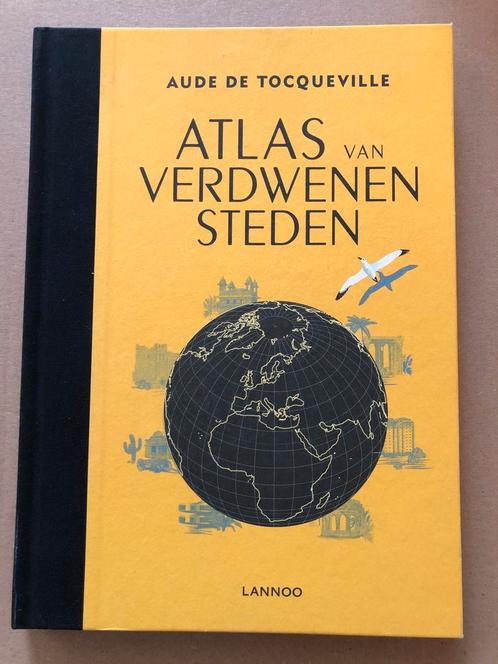 AUDE DE TOCQUEVILLE
ATLAS VAN
VERDWENEN
STEDEN
LANNOO